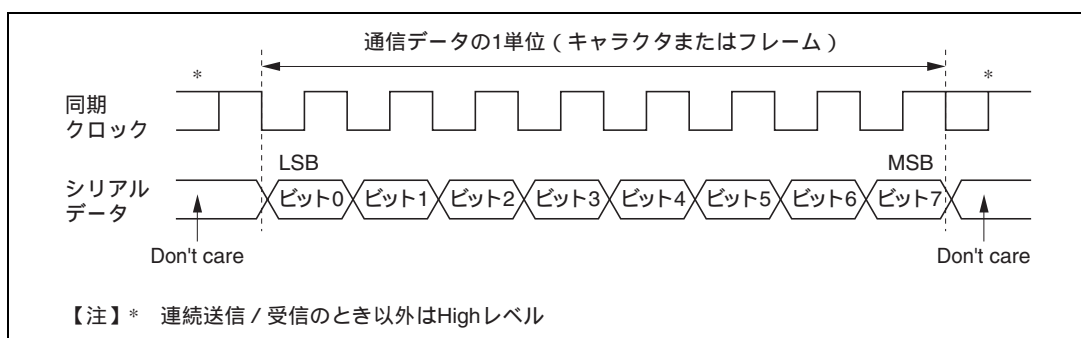 通信データの1単位（キャラクタまたはフレーム）
* *
同期
クロック
LSB MSB
シリアル
データ
ビット0 ビット1 ビット2 ビット3 ビット4 ビット5 ビット6 ビット7
Don't care Don't care
【注】* 連続送信／受信のとき以外はHighレベル